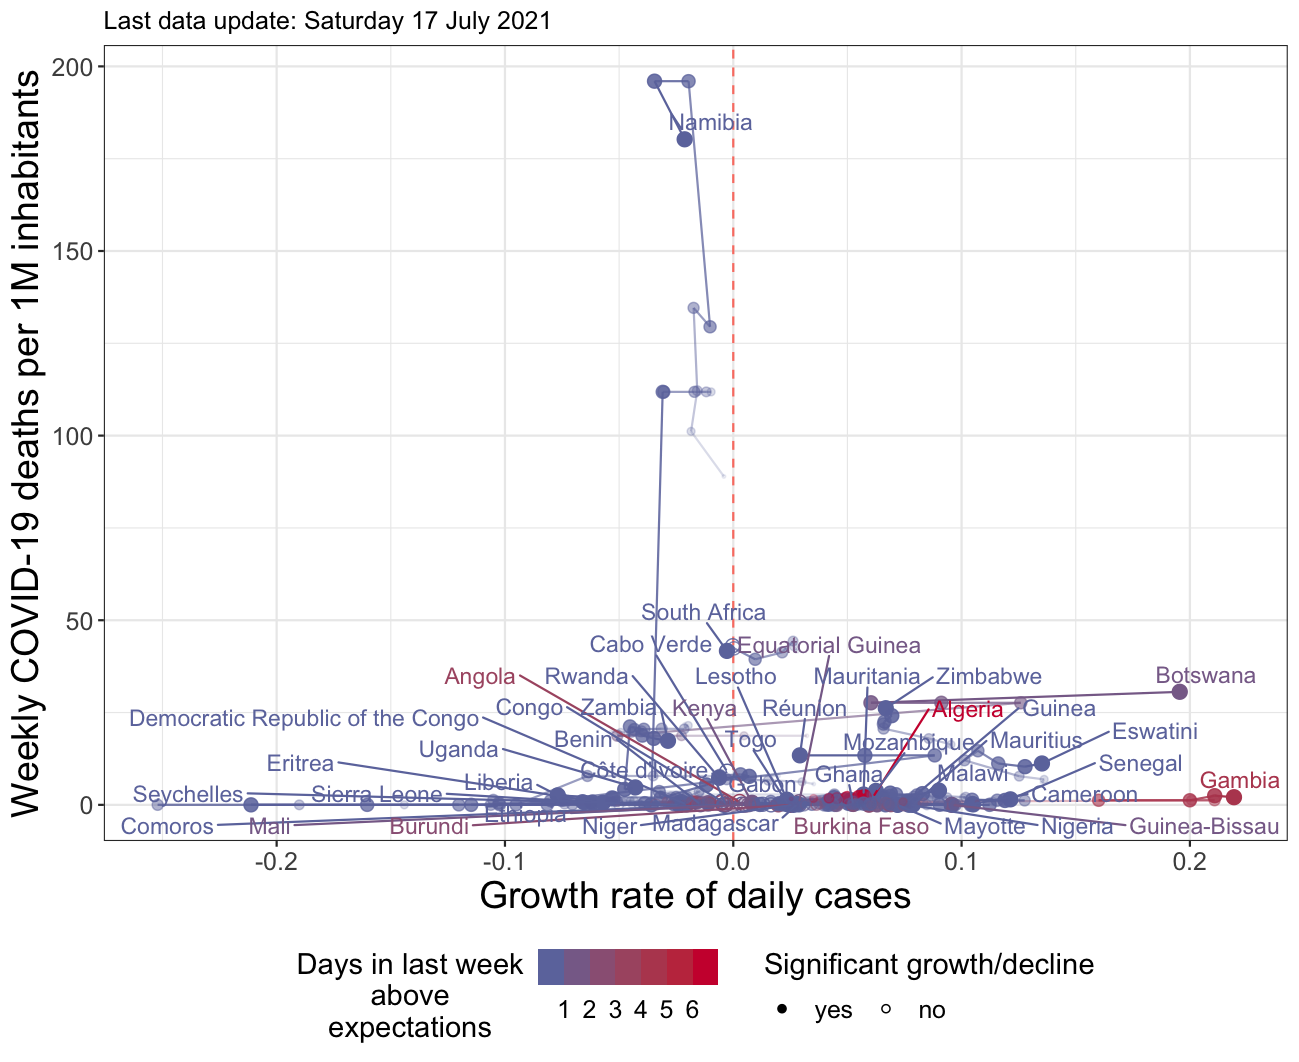 Last data update: Saturday 17 July 2021
Weekly COVID-19 deaths per 1M inhabitants
200
150
100
50
0
Namibia
South Africa
Cabo Verde
Equatorial Guinea
Angola
Rwanda
Lesotho
Mauritania
Zimbabwe
Botswana
Democratic Republic of the Congo
Congo
Zambia
Kenya
Réunion
Algeria
Guinea
Uganda
Benin
Togo
Mozambique
Mauritius
Eswatini
Eritrea
Liberia
Côte d'Ivoire
Gabon
Ghana
Malawi
Senegal
Gambia
Seychelles
Sierra Leone
Ethiopia
Cameroon
Comoros
Mali
Burundi
Niger
Madagascar
Burkina Faso
Mayotte
Nigeria
Guinea-Bissau
-0.2
-0.1
0.0
0.1
0.2
Growth rate of daily cases
Days in last week
above
expectations
1 2 3 4 5 6
Significant growth/decline
yes
no